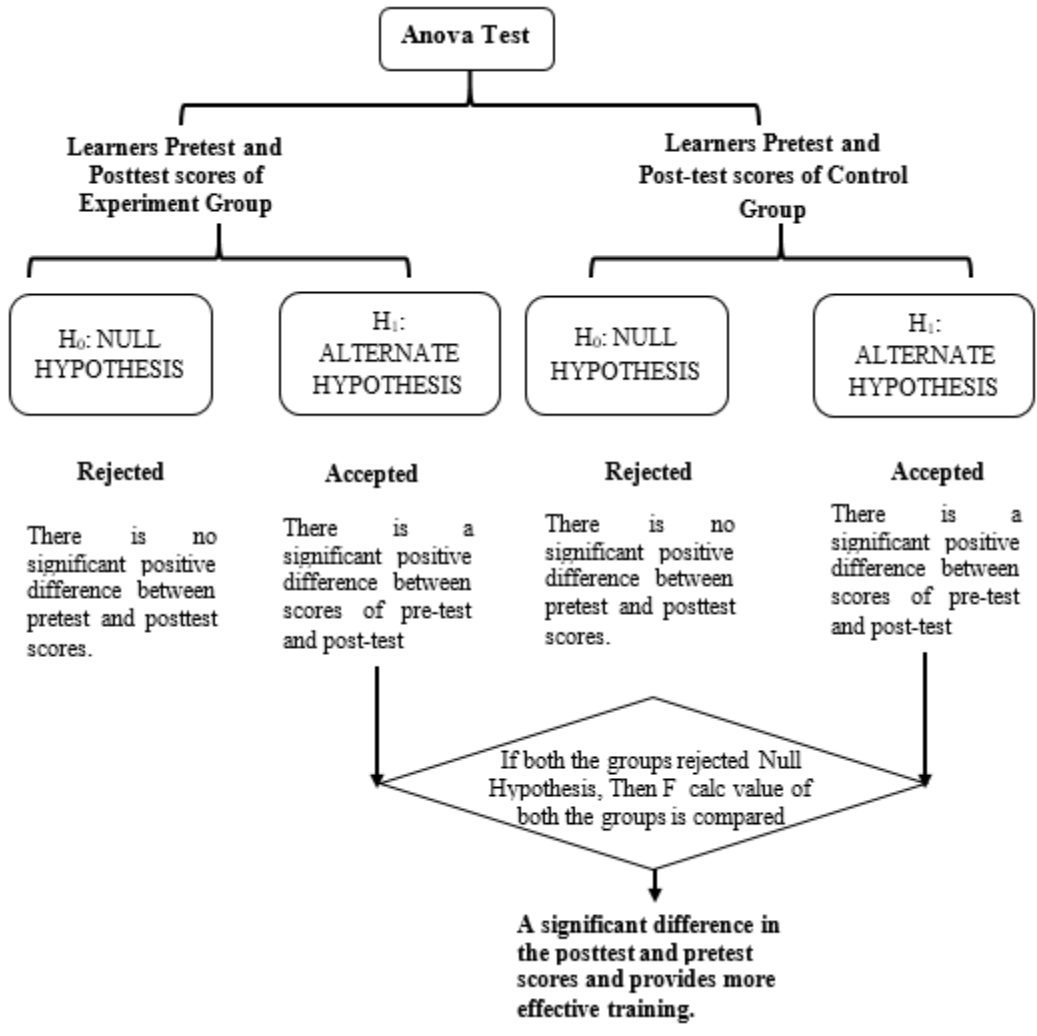 Anova Test
Learners Pretest and
Posttest scores of
Experiment Group
Learners Pretest and
Post-test scores of Control
Group
H₀: NULL
HYPOTHESIS
H₁:
ALTERNATE
HYPOTHESIS
H₀: NULL
HYPOTHESIS
H₁:
ALTERNATE
HYPOTHESIS
Rejected
Accepted
Rejected
Accepted
There is no
significant positive
difference between
pretest and posttest
scores.
There is a
significant positive
difference between
scores of pre-test
and post-test
There is no
significant positive
difference between
pretest and posttest
scores.
There is a
significant positive
difference between
scores of pre-test
and post-test
If both the groups rejected Null
Hypothesis, Then F calc value of
both the groups is compared
A significant difference in
the posttest and pretest
scores and provides more
effective training.